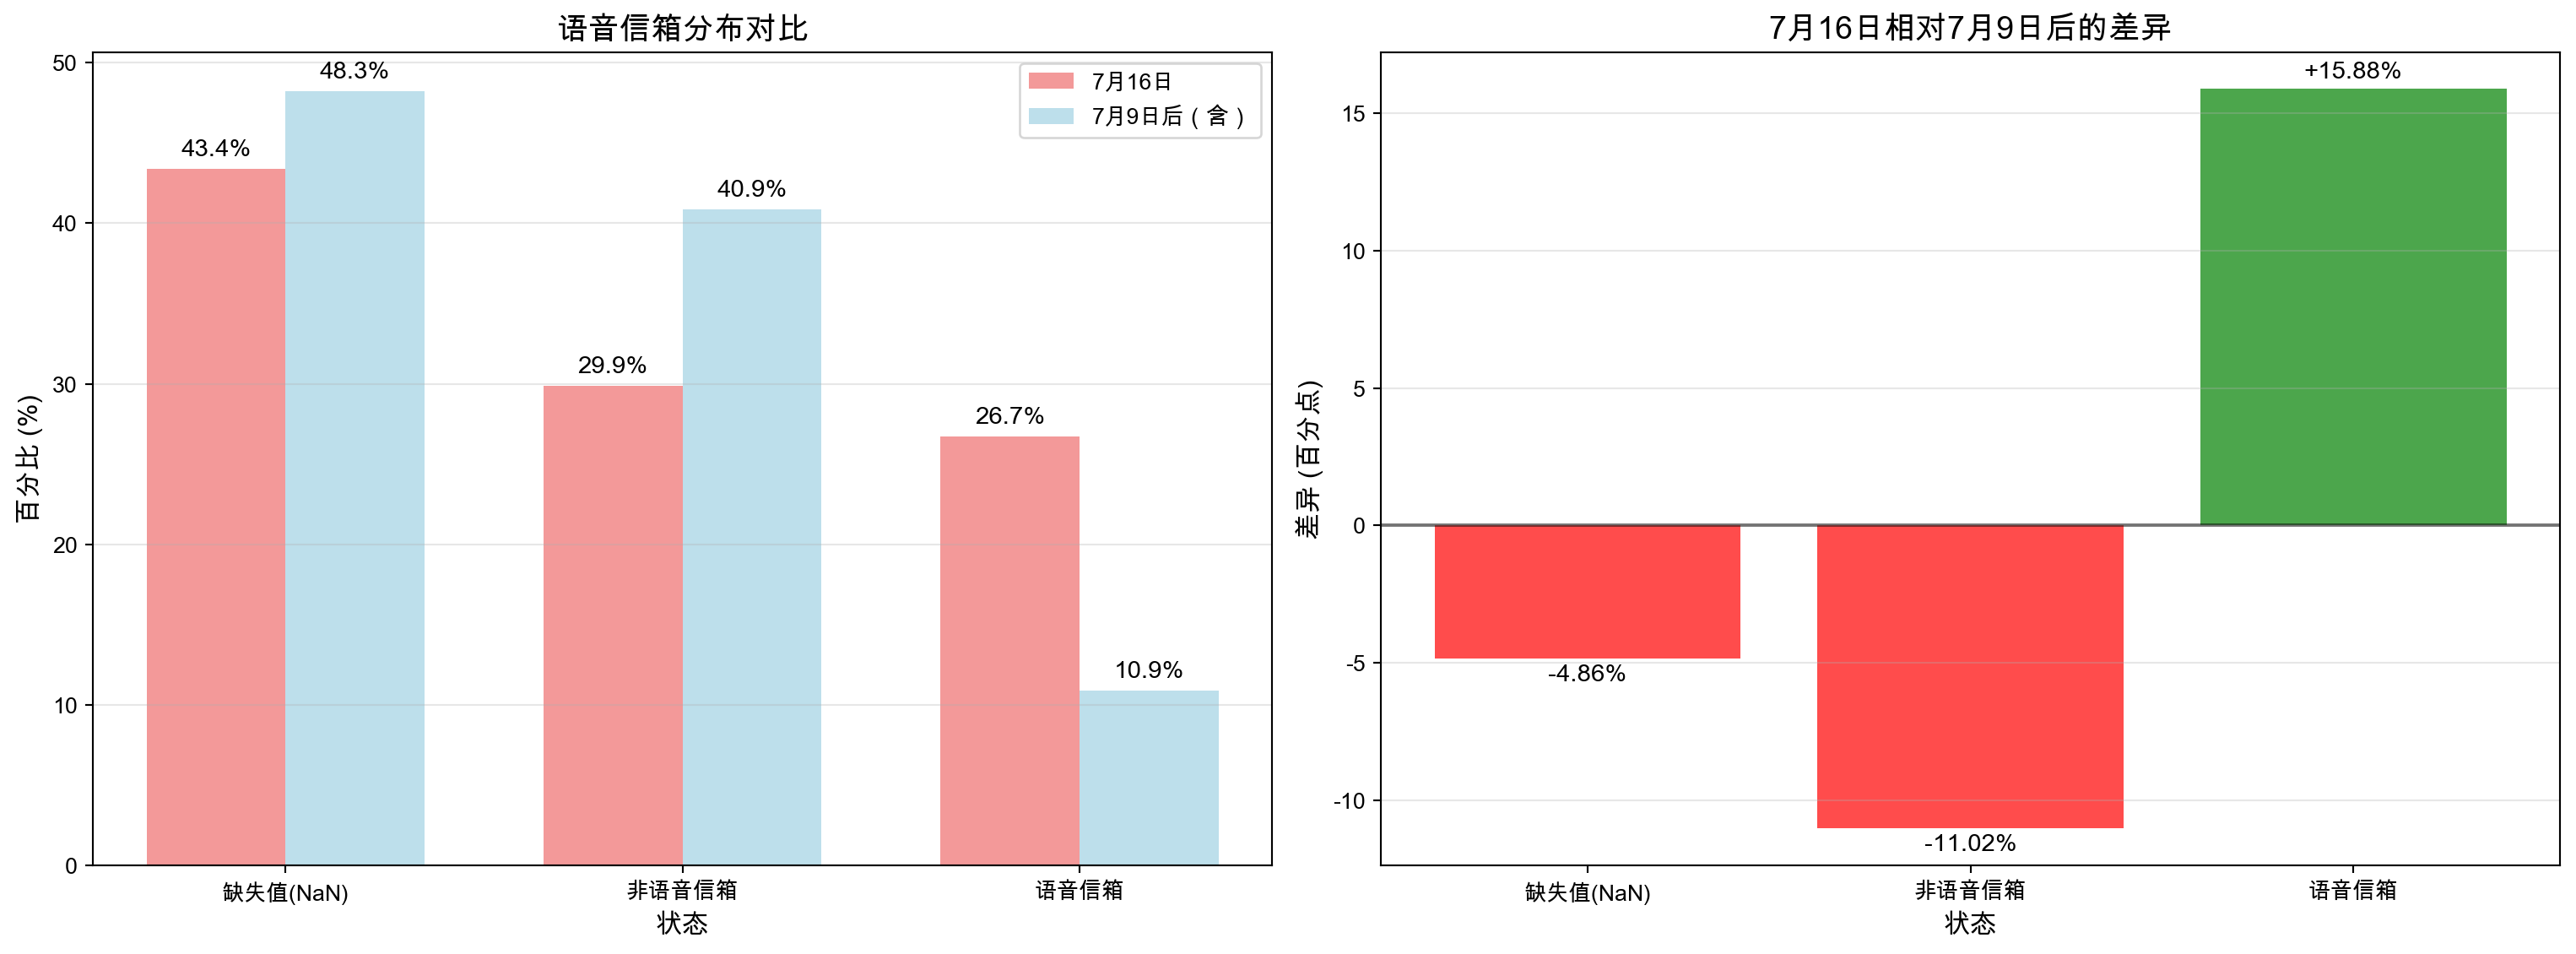 语音信箱分布对比
百分比 (%)
50
40
30
20
10
0
43.4%
48.3%
29.9%
40.9%
26.7%
10.9%
7月16日
7月9日后（含）
缺失值(NaN)
非语音信箱
语音信箱
状态
7月16日相对7月9日后的差异
差异 (百分点)
15
10
5
0
-5
-10
-4.86%
-11.02%
+15.88%
缺失值(NaN)
非语音信箱
语音信箱
状态